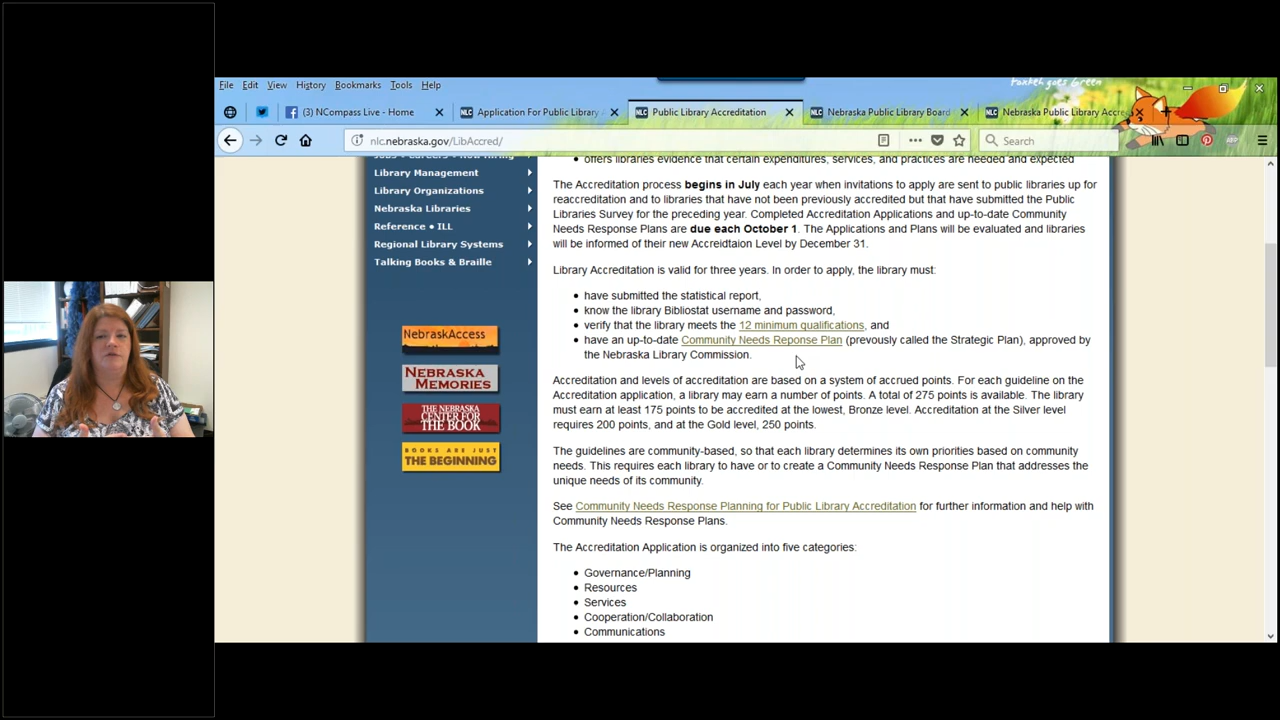 Foxkeh goes Green
File Edit View History Bookmarks Tools Help
(3) NCompass Live - Home
Application For Public Library
Public Library Accreditation
Nebraska Public Library Board
Nebraska Public Library Accre
nlc.nebraska.gov/LibAccred/
Search
Library Management
Library Organizations
Nebraska Libraries
Reference • ILL
Regional Library Systems
Talking Books & Braille
NebraskAccess
NEBRASKA
MEMORIES
THE NEBRASKA
CENTER FOR
THE BOOK
BOOKS ARE JUST
THE BEGINNING
offers libraries evidence that certain expenditures, services, and practices are needed and expected
The Accreditation process begins in July each year when invitations to apply are sent to public libraries up for
reaccreditation and to libraries that have not been previously accredited but that have submitted the Public
Libraries Survey for the preceding year. Completed Accreditation Applications and up-to-date Community
Needs Response Plans are due each October 1. The Applications and Plans will be evaluated and libraries
will be informed of their new Accreidtaion Level by December 31.
Library Accreditation is valid for three years. In order to apply, the library must:
have submitted the statistical report,
know the library Bibliostat username and password,
verify that the library meets the 12 minimum qualifications, and
have an up-to-date Community Needs Reponse Plan (prevously called the Strategic Plan), approved by
the Nebraska Library Commission.
Accreditation and levels of accreditation are based on a system of accrued points. For each guideline on the
Accreditation application, a library may earn a number of points. A total of 275 points is available. The library
must earn at least 175 points to be accredited at the lowest, Bronze level. Accreditation at the Silver level
requires 200 points, and at the Gold level, 250 points.
The guidelines are community-based, so that each library determines its own priorities based on community
needs. This requires each library to have or to create a Community Needs Response Plan that addresses the
unique needs of its community.
See Community Needs Response Planning for Public Library Accreditation for further information and help with
Community Needs Response Plans.
The Accreditation Application is organized into five categories:
Governance/Planning
Resources
Services
Cooperation/Collaboration
Communications